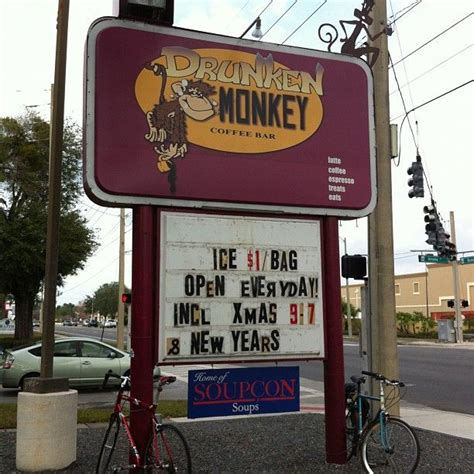 DRUNKEN
MONKEY
COFFEE BAR
latte
coffee
espresso
treats
eats
ICE $1/BAG
OPEN EVERYDAY!
INCL XMAS 9-7
& NEW YEARS
Home of
SOUPCON
Soups